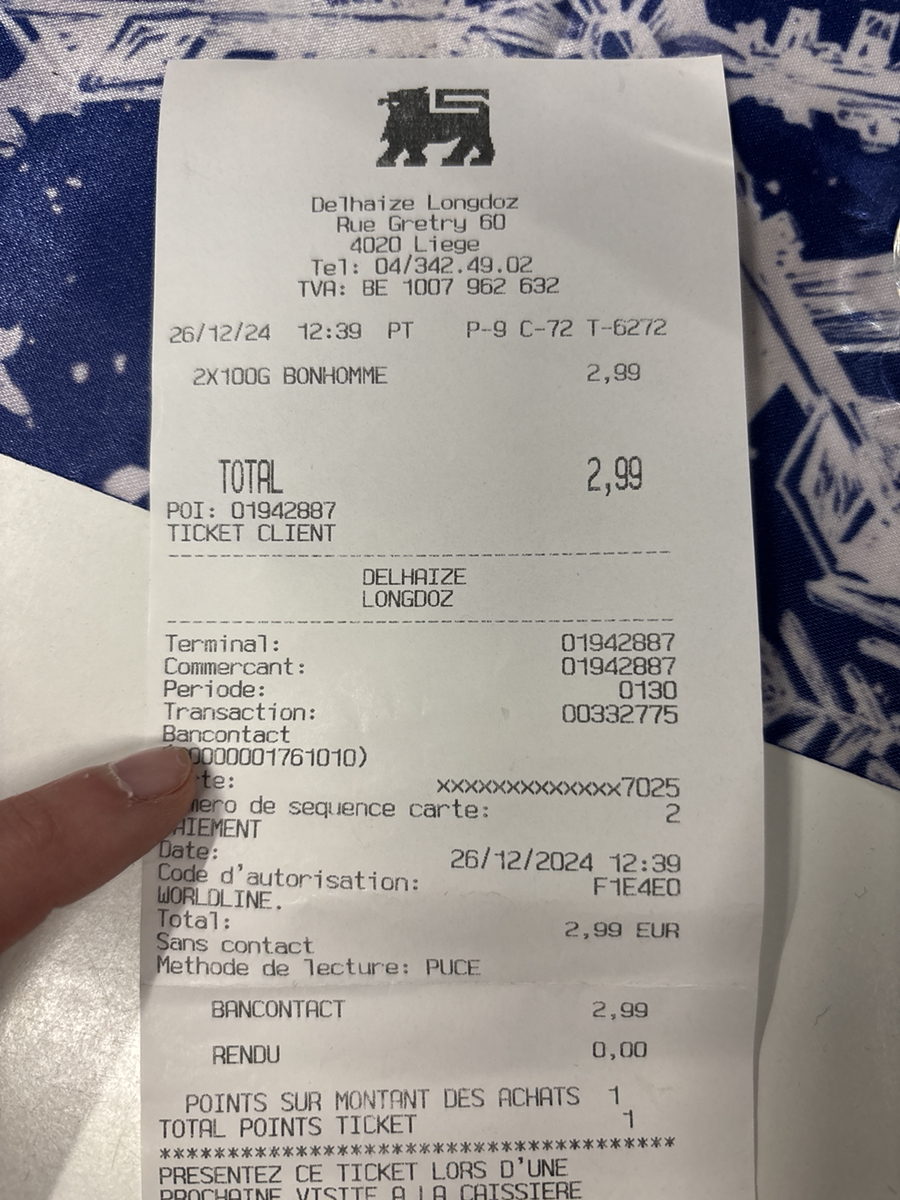 Delhaize Longdoz
Rue Gretry 60
4020 Liege
Tel: 04/342.49.02
TVA: BE 1007 962 632
26/12/24 12:39 PT P-9 C-72 T-6272
2X100G BONHOMME 2,99
TOTAL 2,99
POI: 01942887
TICKET CLIENT
DELHAIZE
LONGDOZ
Terminal: 01942887
Commercant: 01942887
Periode: 0130
Transaction: 00332775
Bancontact
0000001761010)
rte: xxxxxxxxxxxxx7025
mero de sequence carte: 2
AIEMENT
Date: 26/12/2024 12:39
Code d'autorisation: F1E4E0
WORLDLINE.
Total: 2,99 EUR
Sans contact
Methode de lecture: PUCE
BANCONTACT 2,99
RENDU 0,00
POINTS SUR MONTANT DES ACHATS 1
TOTAL POINTS TICKET 1
****************************************
PRESENTEZ CE TICKET LORS D'UNE
PROCHAINE VISITE A LA CAISSIERE